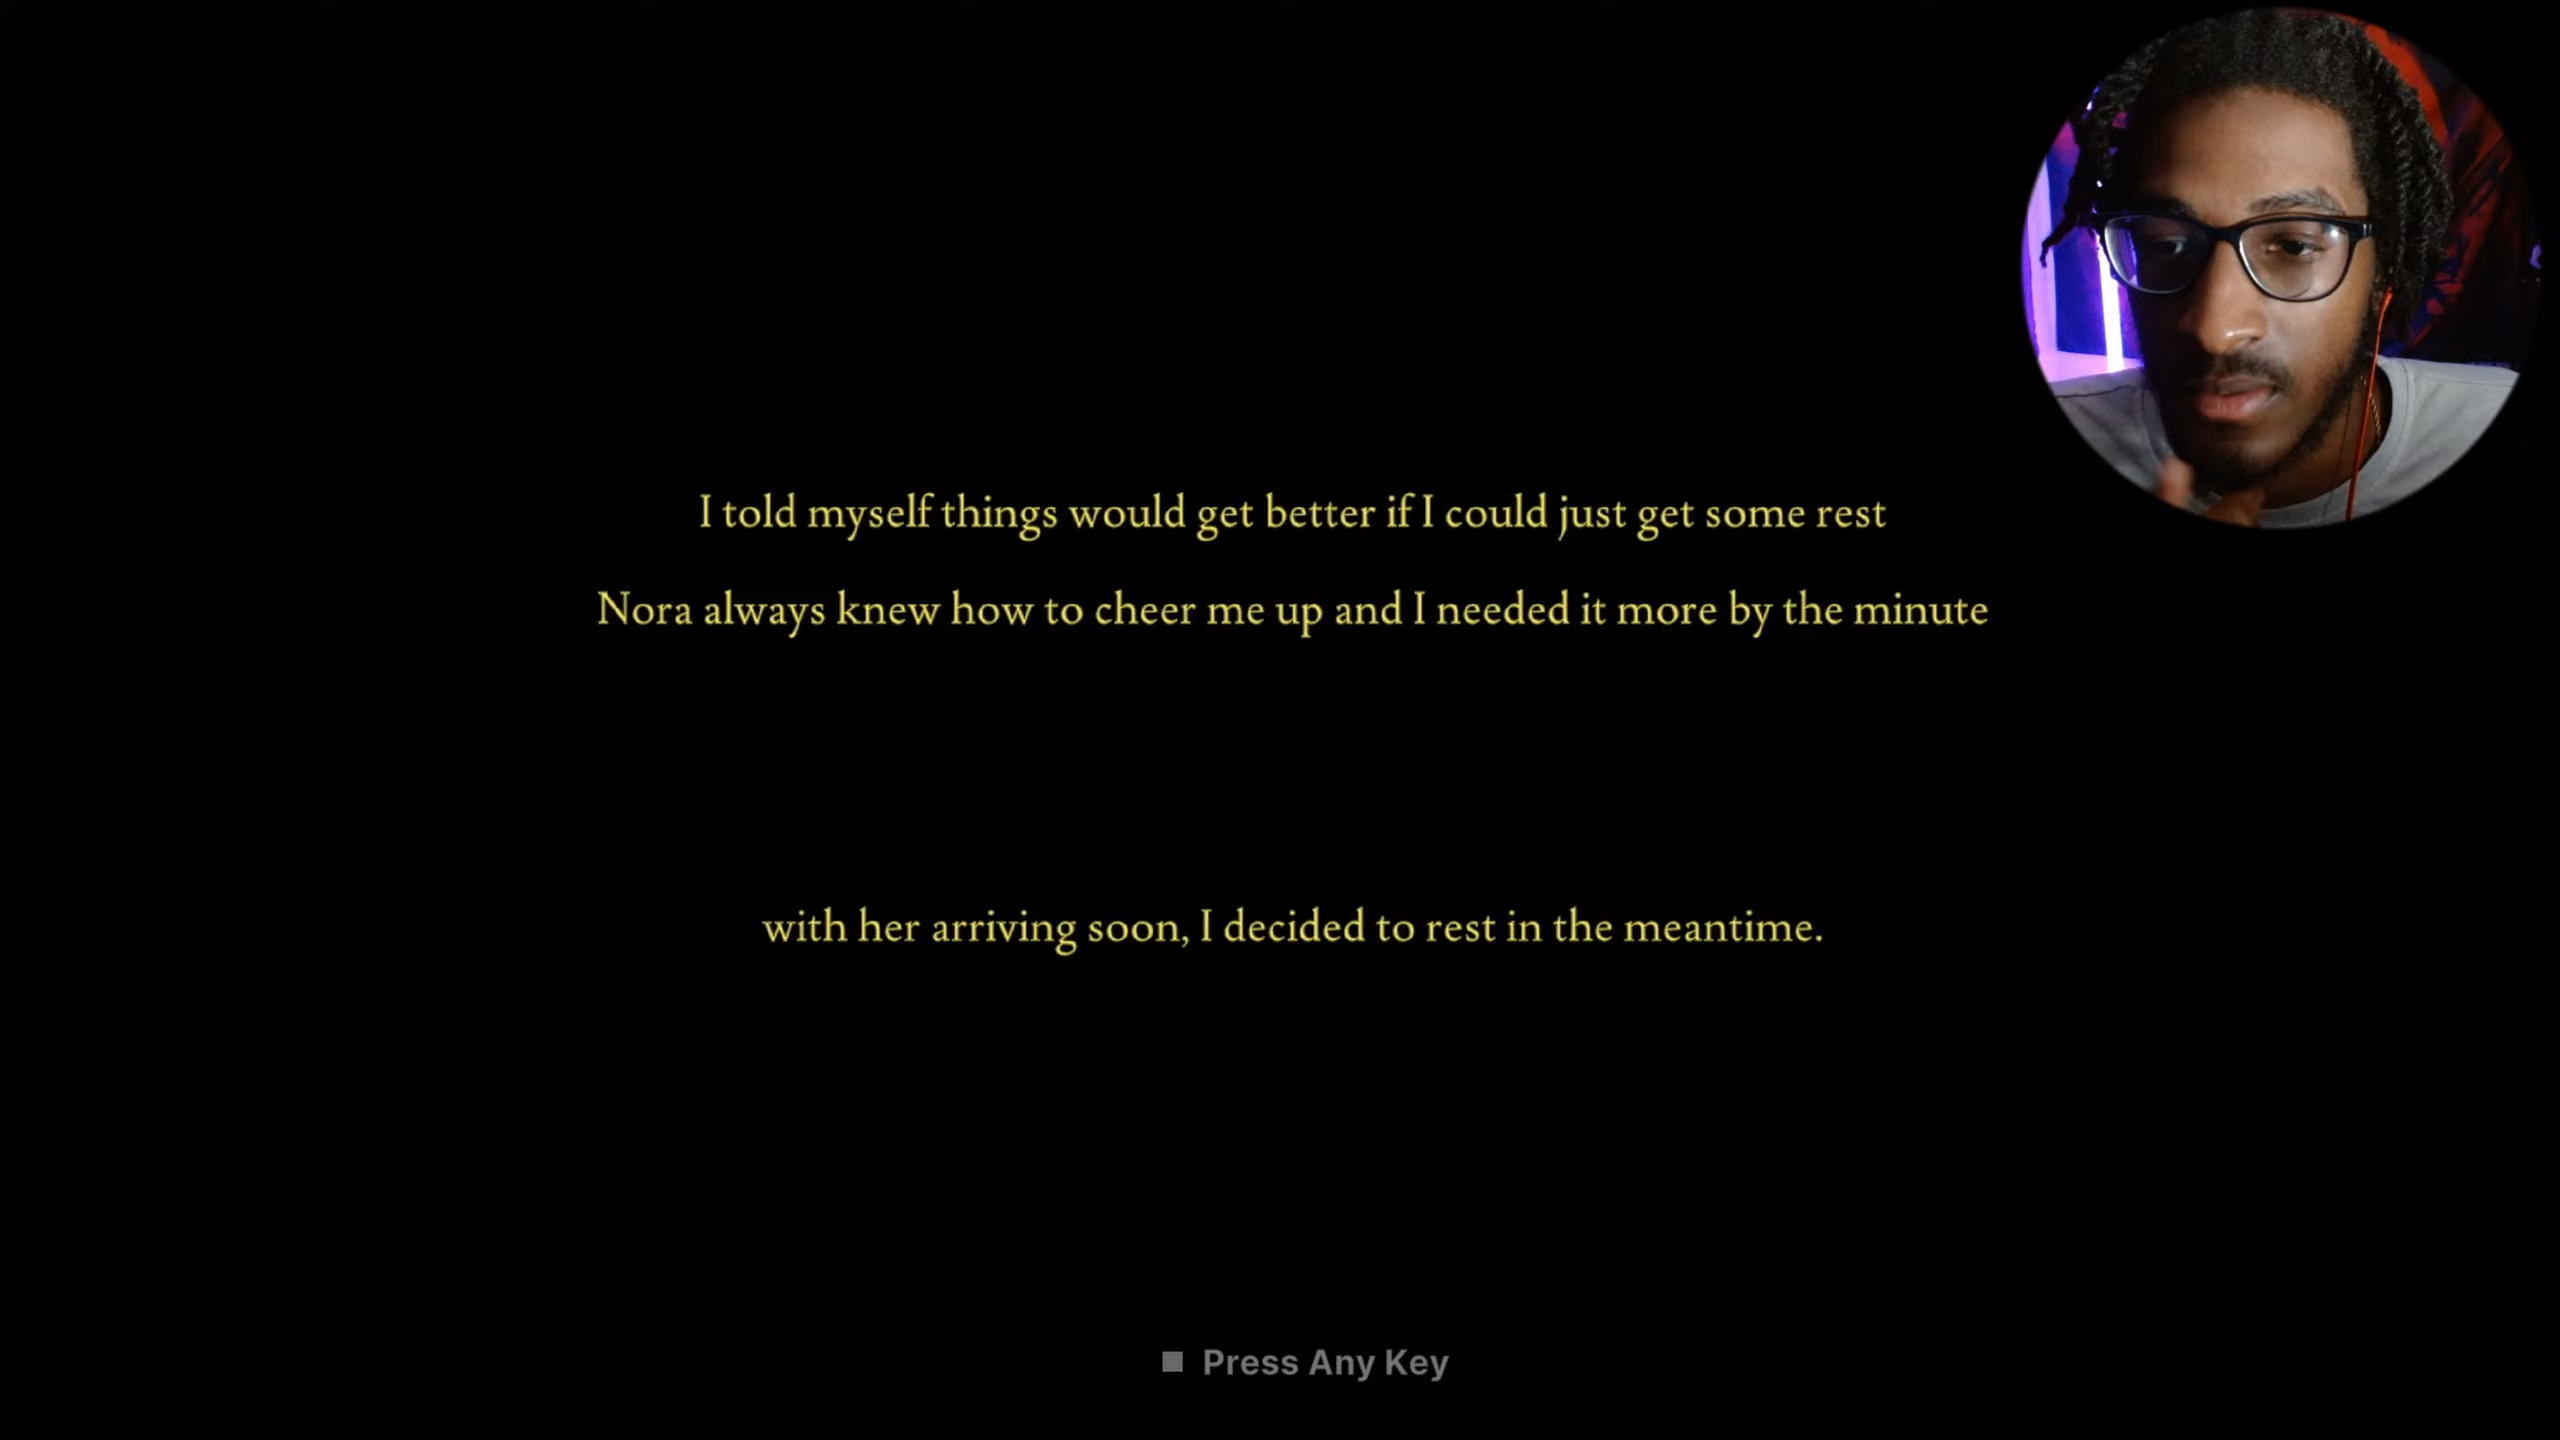 I told myself things would get better if I could just get some rest
Nora always knew how to cheer me up and I needed it more by the minute
with her arriving soon, I decided to rest in the meantime.
Press Any Key